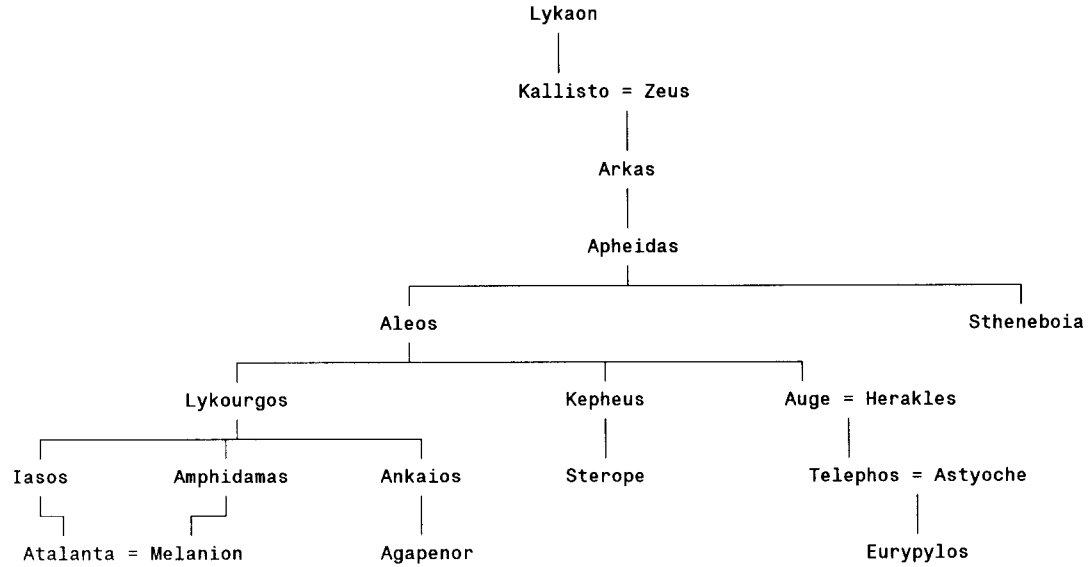 Lykaon
Kallisto = Zeus
Arkas
Apheidas
Aleos Stheneboia
Lykourgos Kepheus Auge = Herakles
Iasos Amphidamas Ankaios Sterope Telephos = Astyoche
Atalanta = Melanion Agapenor Eurypylos